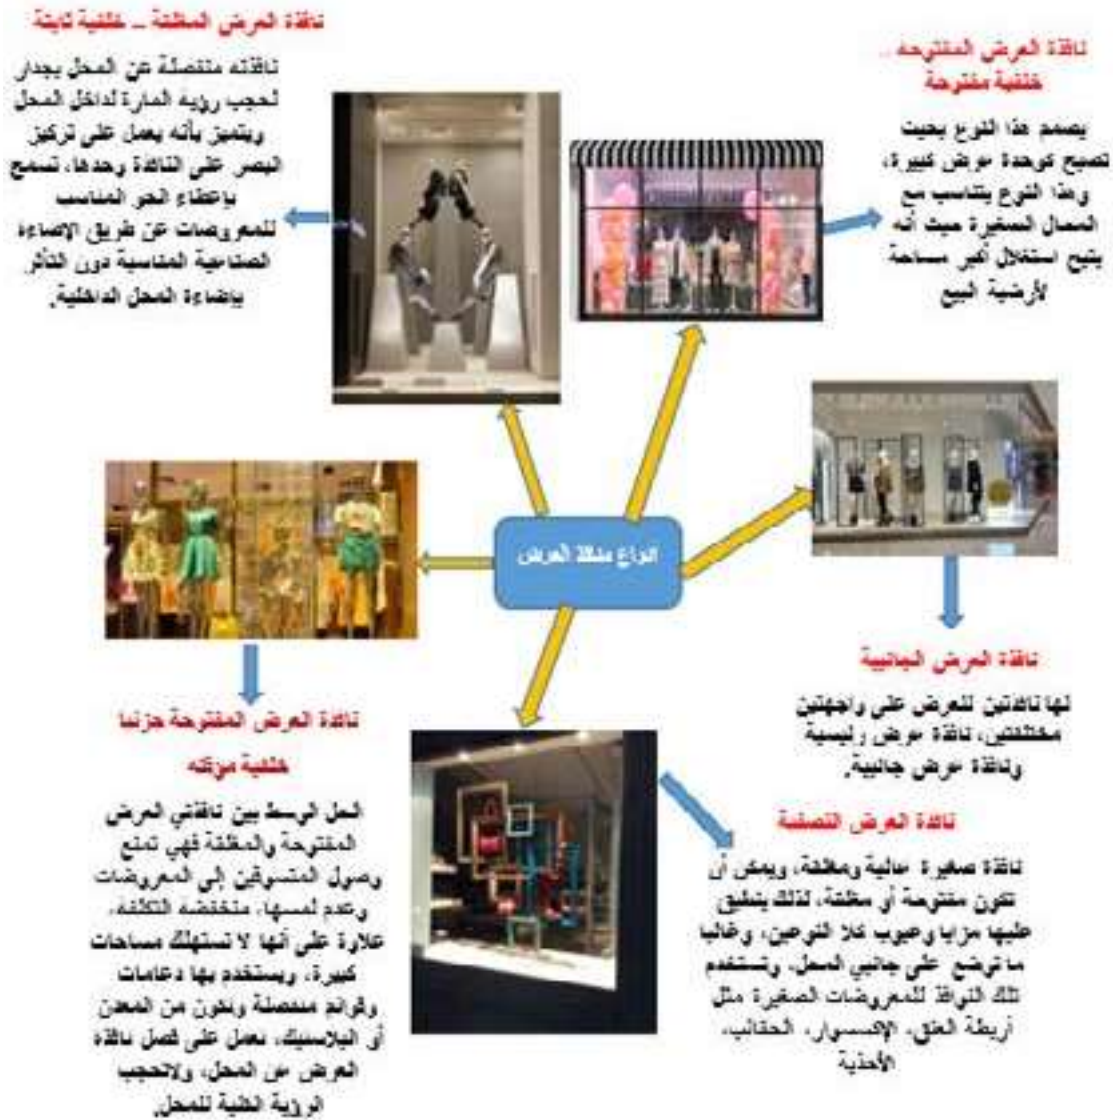 نافذة العرض المغلقة – خلفية ثابتة
نافذته منفصلة عن المحل بجدار
لحجب رؤية المارة لداخل المحل
ويتميز بأنه يعمل على تركيز
البصر على النافذة وحدها، تسمح
بإعطاء الجو المناسب
للمعروضات عن طريق الإضاءة
الصناعية المناسبة دون التأثر
بإضاءة المحل الداخلية.
نافذة العرض المفتوحة –
خلفية مفتوحة
يصمم هذا النوع بحيث
تصبح كوحدة عرض كبيرة،
وهذا النوع يتناسب مع
المحال الصغيرة حيث أنه
يتيح استغلال أكبر مساحة
لأرضية البيع
انواع منافذ العرض
نافذة العرض الجانبية
لها نافذتين للعرض على واجهتين
مختلفتين، نافذة عرض رئيسية
ونافذة عرض جانبية.
نافذة العرض المفتوحة جزئيا
خلفية مؤقته
الحل الوسط بين نافذتي العرض
المفتوحة والمغلقة فهي تمنع
وصول المتسوقين إلى المعروضات
وعدم لمسها، منخفضه التكلفه،
علاوة على أنها لا تستهلك مساحات
كبيرة، ويستخدم بها دعامات
وقوائم منفصلة وتكون من المعدن
أو البلاستيك، تعمل على فصل نافذة
العرض عن المحل، ولاتحجب
الرؤية الكلية للمحل.
نافذة العرض النصفية
نافذة صغيرة عالية ومغلقة، ويمكن أن
تكون مفتوحة أو مغلقة، لذلك ينطبق
عليها مزايا وعيوب كلا النوعين، وغالبا
ما توضع على جانبي المحل، وتستخدم
تلك النوافذ للمعروضات الصغيرة مثل
أربطة العنق، الإكسسوار، الحقائب،
الأحذية